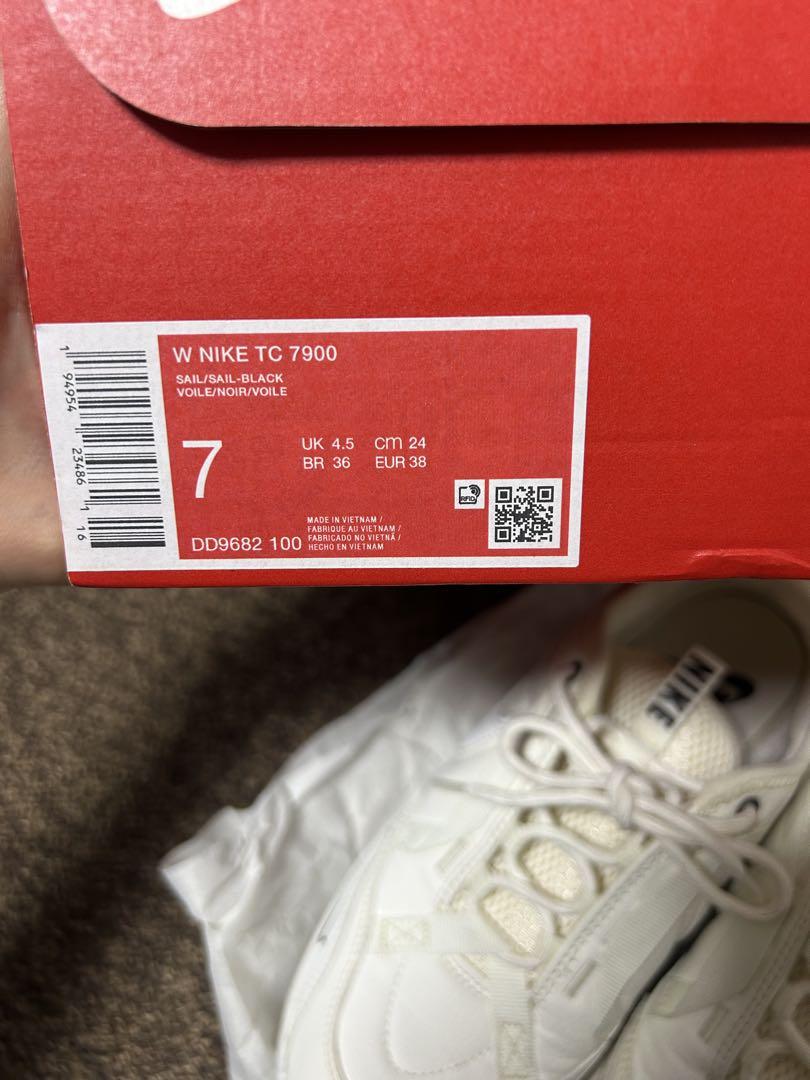 W NIKE TC 7900
SAIL/SAIL-BLACK
VOILE/NOIR/VOILE
7
UK 4.5 cm 24
BR 36 EUR 38
RFID
DD9682 100
MADE IN VIETNAM /
FABRIQUE AU VIETNAM /
FABRICADO NO VIETNÃ /
HECHO EN VIETNAM
1 94954 23486 1 16
NIKE